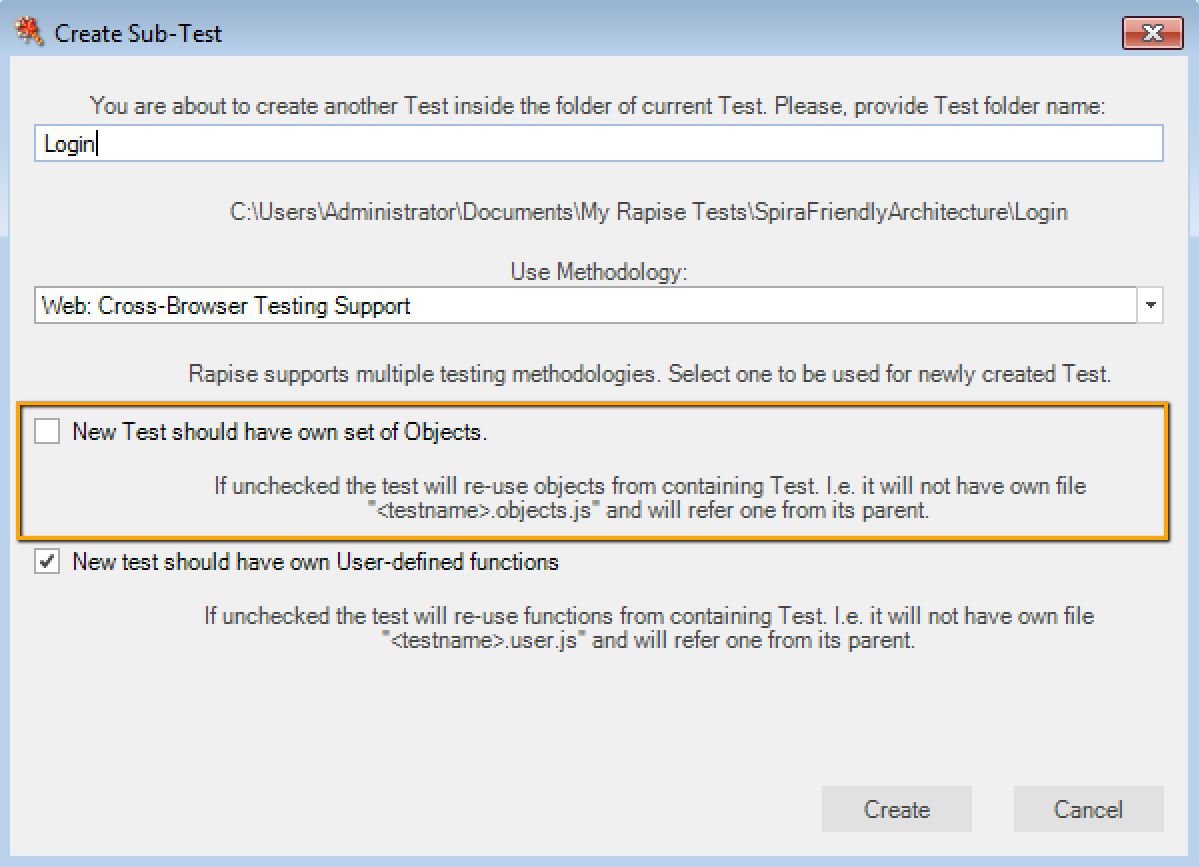 Create Sub-Test
You are about to create another Test inside the folder of current Test. Please, provide Test folder name:
Login
C:\Users\Administrator\Documents\My Rapise Tests\SpiraFriendlyArchitecture\Login
Use Methodology:
Web: Cross-Browser Testing Support
Rapise supports multiple testing methodologies. Select one to be used for newly created Test.
New Test should have own set of Objects.
If unchecked the test will re-use objects from containing Test. I.e. it will not have own file
"<testname>.objects.js" and will refer one from its parent.
New test should have own User-defined functions
If unchecked the test will re-use functions from containing Test. I.e. it will not have own file
"<testname>.user.js" and will refer one from its parent.
Create
Cancel